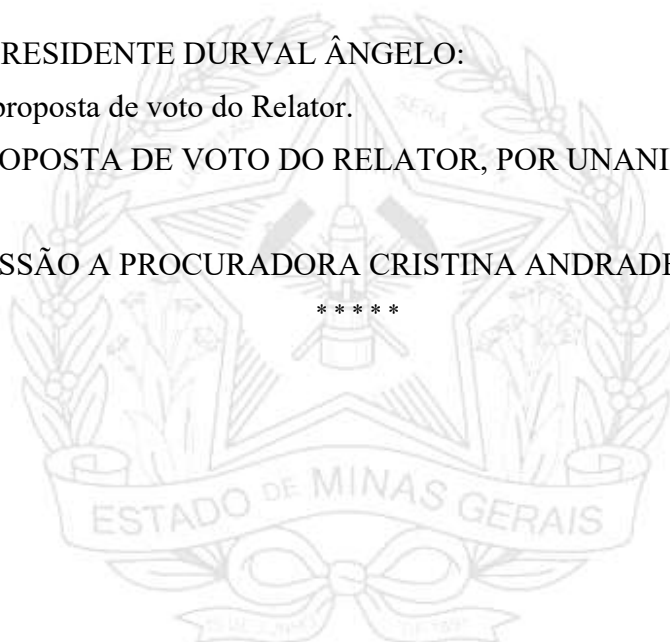 RESIDENTE DURVAL ÂNGELO:
proposta de voto do Relator.
OPOSTA DE VOTO DO RELATOR, POR UNANI
SSÃO A PROCURADORA CRISTINA ANDRADE
* * * * *
ESTADO DE MINAS GERAIS